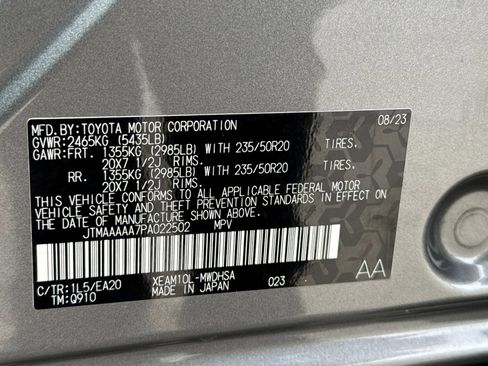 MFD.BY:TOYOTA MOTOR CORPORATION 08/23
GVWR:2465KG (5435LB)
GAWR:FRT. 1355KG (2985LB) WITH 235/50R20 TIRES.
20X7 1/2J RIMS.
RR. 1355KG (2985LB) WITH 235/50R20 TIRES.
20X7 1/2J RIMS.
THIS VEHICLE CONFORMS TO ALL APPLICABLE FEDERAL MOTOR
VEHICLE SAFETY AND THEFT PREVENTION STANDARDS IN EFFECT
ON THE DATE OF MANUFACTURE SHOWN ABOVE.
JTMAAAAA7PA022502 MPV
C/TR:1L5/EA20 XEAM10L-MWDHSA 023 AA
TM:Q910 MADE IN JAPAN